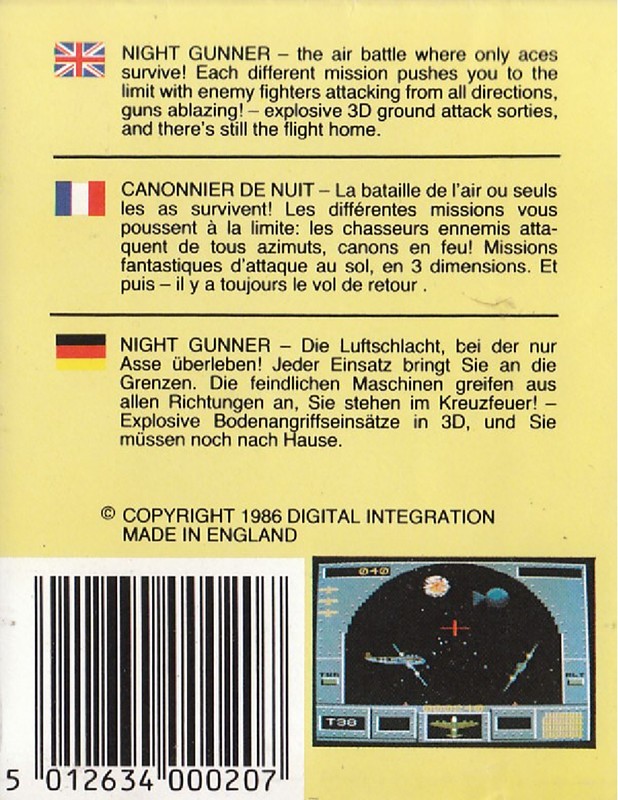 NIGHT GUNNER – the air battle where only aces
survive! Each different mission pushes you to the
limit with enemy fighters attacking from all directions,
guns ablazing! – explosive 3D ground attack sorties,
and there's still the flight home.
CANONNIER DE NUIT – La bataille de l'air ou seuls
les as survivent! Les différentes missions vous
poussent à la limite: les chasseurs ennemis atta-
quent de tous azimuts, canons en feu! Missions
fantastiques d'attaque au sol, en 3 dimensions. Et
puis – il y a toujours le vol de retour .
NIGHT GUNNER – Die Luftschlacht, bei der nur
Asse überleben! Jeder Einsatz bringt Sie an die
Grenzen. Die feindlichen Maschinen greifen aus
allen Richtungen an, Sie stehen im Kreuzfeuer! –
Explosive Bodenangriffseinsätze in 3D, und Sie
müssen noch nach Hause.
© COPYRIGHT 1986 DIGITAL INTEGRATION
MADE IN ENGLAND
040
ALT
T38
5 012634 000207